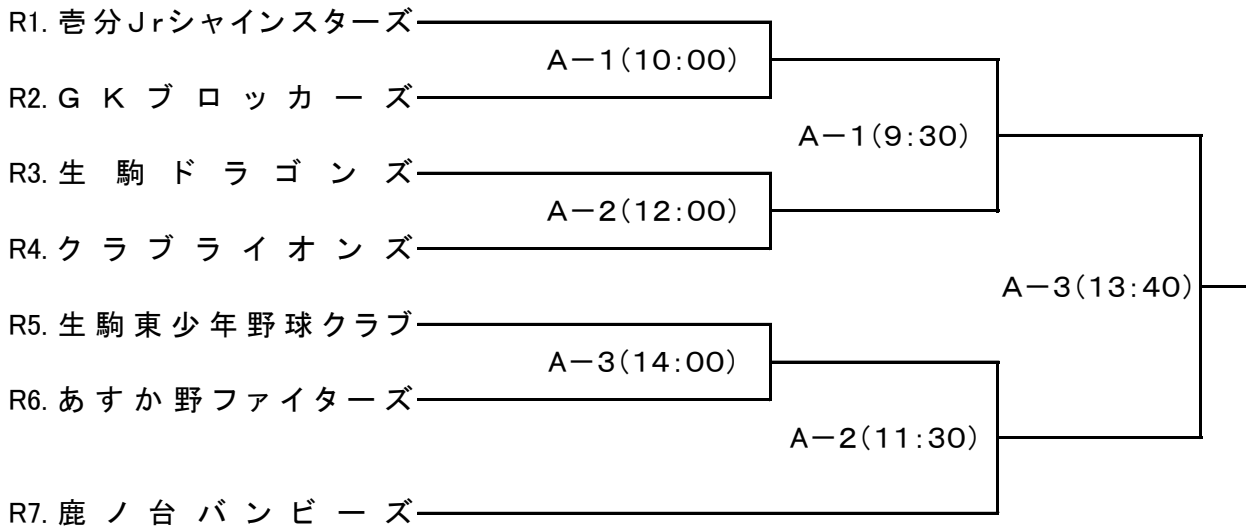 R1. 壱分Jrシャインスターズ
A－1(10:00)
R2. GKブロッカーズ
A－1(9:30)
R3. 生駒ドラゴンズ
A－2(12:00)
R4. クラブライオンズ
A－3(13:40)
R5. 生駒東少年野球クラブ
A－3(14:00)
R6. あすか野ファイターズ
A－2(11:30)
R7. 鹿ノ台バンビーズ